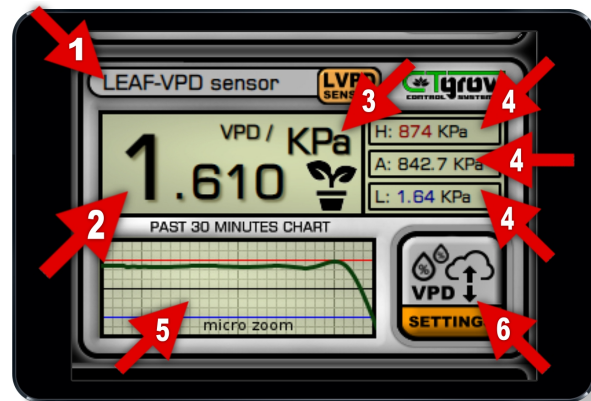 1
LEAF-VPD sensor
LVPD
SENS
CTgrow
CONTROL SYSTEM
3
4
VPD / KPa
1.610
H: 874 KPa
A: 842.7 KPa
4
L: 1.64 KPa
2
4
PAST 30 MINUTES CHART
% %
VPD
5
micro zoom
SETTING
6